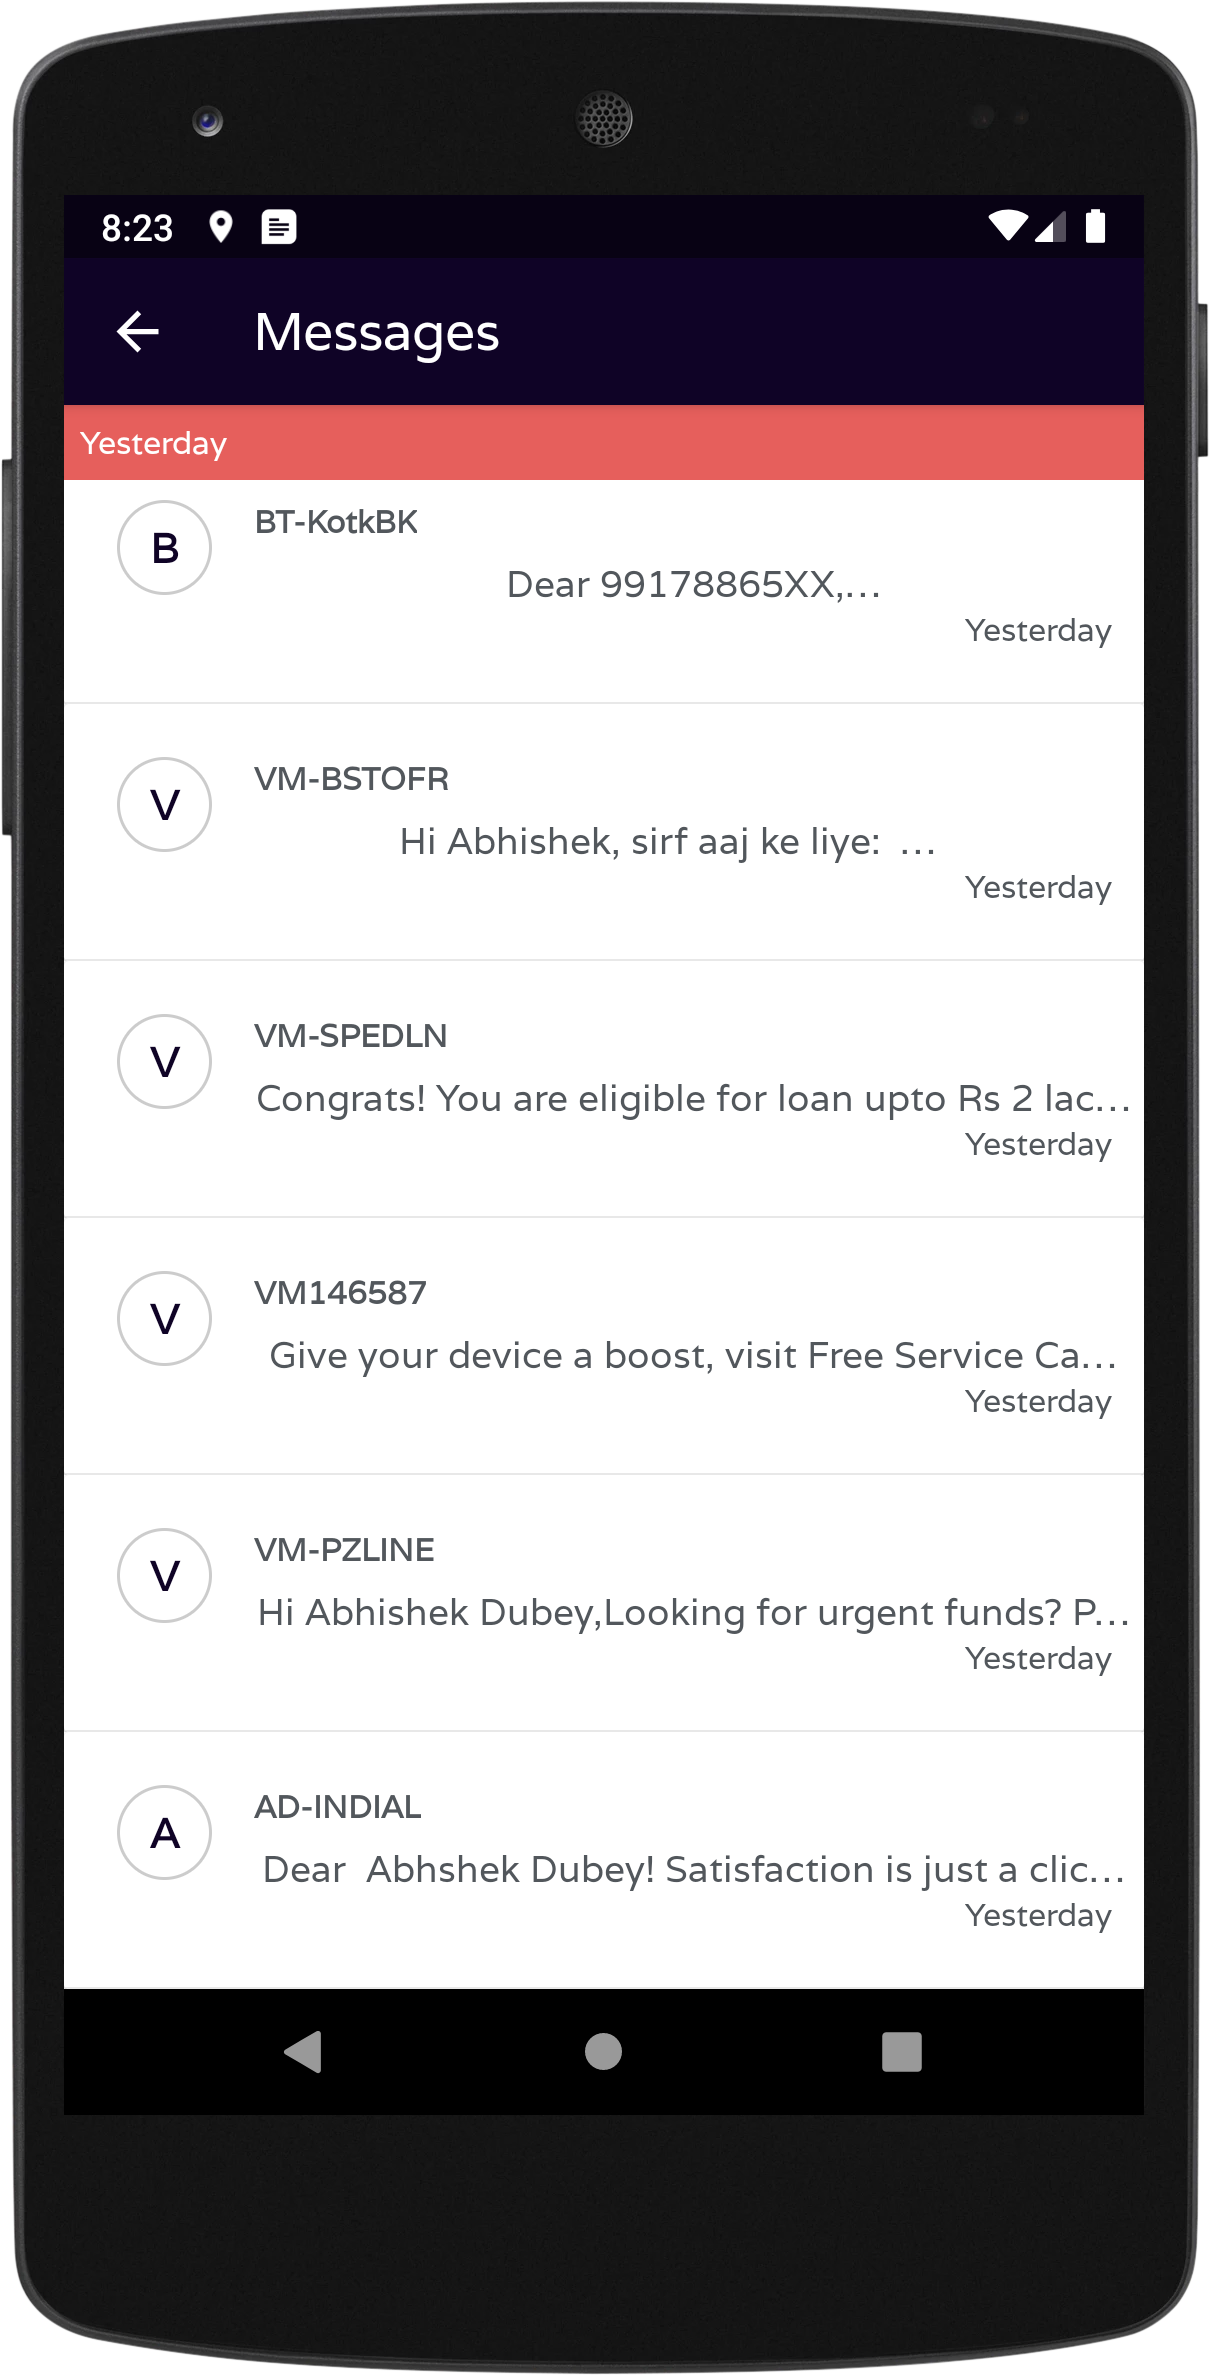 8:23
Messages
Yesterday
B
BT-KotkBK
Dear 99178865XX,...
Yesterday
V
VM-BSTOFR
Hi Abhishek, sirf aaj ke liye:  ...
Yesterday
V
VM-SPEDLN
Congrats! You are eligible for loan upto Rs 2 lac...
Yesterday
V
VM146587
Give your device a boost, visit Free Service Ca...
Yesterday
V
VM-PZLINE
Hi Abhishek Dubey,Looking for urgent funds? P...
Yesterday
A
AD-INDIAL
Dear  Abhshek Dubey! Satisfaction is just a clic...
Yesterday